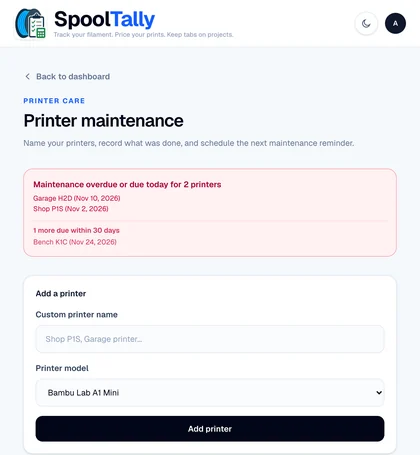 SpoolTally
Track your filament. Price your prints. Keep tabs on projects.
A
Back to dashboard
PRINTER CARE
Printer maintenance
Name your printers, record what was done, and schedule the next maintenance reminder.
Maintenance overdue or due today for 2 printers
Garage H2D (Nov 10, 2026)
Shop P1S (Nov 2, 2026)
1 more due within 30 days
Bench K1C (Nov 24, 2026)
Add a printer
Custom printer name
Shop P1S, Garage printer...
Printer model
Bambu Lab A1 Mini
Add printer